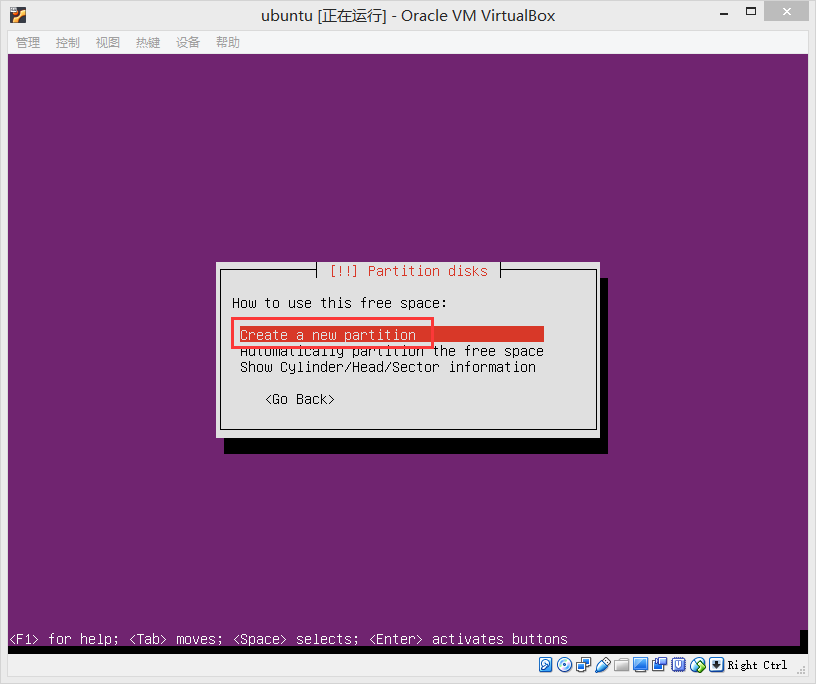 ubuntu [正在运行] - Oracle VM VirtualBox
管理 控制 视图 热键 设备 帮助
[!!] Partition disks
How to use this free space:
Create a new partition
Automatically partition the free space
Show Cylinder/Head/Sector information
<Go Back>
<F1> for help; <Tab> moves; <Space> selects; <Enter> activates buttons
Right Ctrl